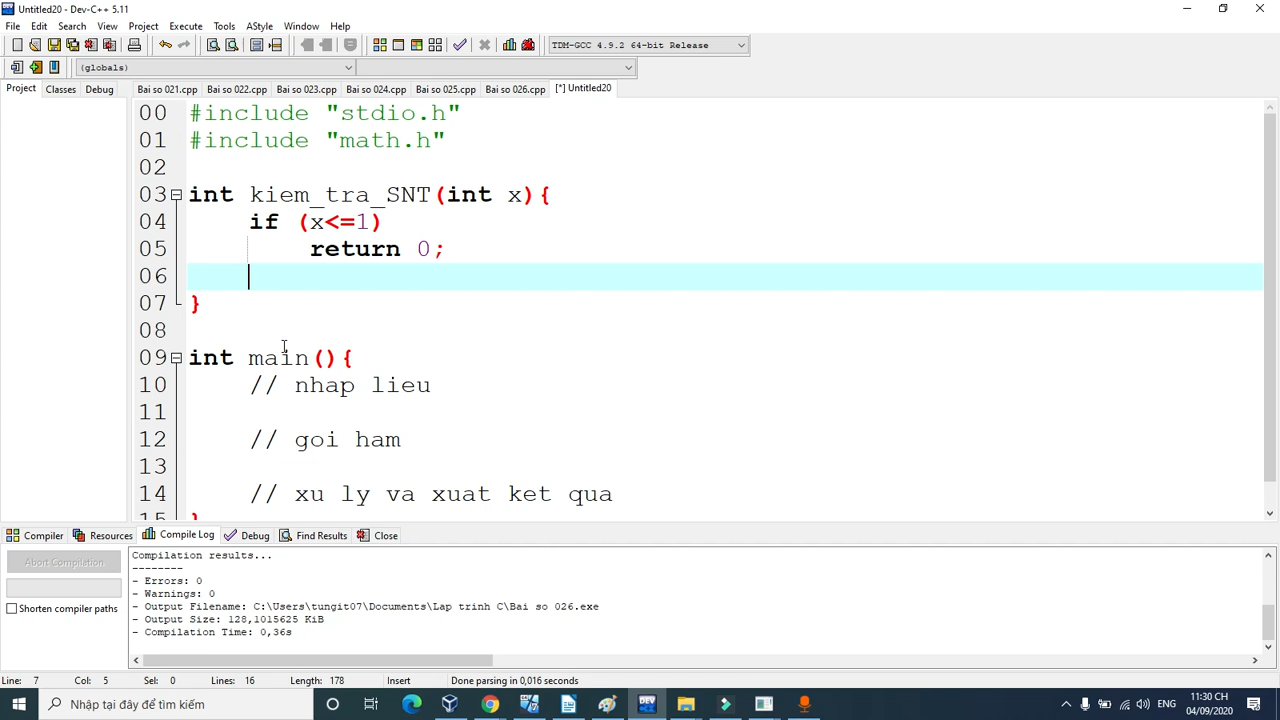 Untitled20 - Dev-C++ 5.11
File Edit Search View Project Execute Tools AStyle Window Help
TDM-GCC 4.9.2 64-bit Release
(globals)
Project Classes Debug
Bai so 021.cpp Bai so 022.cpp Bai so 023.cpp Bai so 024.cpp Bai so 025.cpp Bai so 026.cpp [*] Untitled20
00 #include "stdio.h"
01 #include "math.h"
02
03 int kiem_tra_SNT(int x){
04 if (x<=1)
05 return 0;
06
07 }
08
09 int main(){
10 // nhap lieu
11
12 // goi ham
13
14 // xu ly va xuat ket qua
15 }
Compiler Resources Compile Log Debug Find Results Close
Abort Compilation
Shorten compiler paths
Compilation results...
--------
- Errors: 0
- Warnings: 0
- Output Filename: C:\Users\tungit07\Documents\Lap trinh C\Bai so 026.exe
- Output Size: 128,1015625 KiB
- Compilation Time: 0,36s
Line: 7 Col: 5 Sel: 0 Lines: 16 Length: 178 Insert Done parsing in 0,016 seconds
Nhập tại đây để tìm kiếm
DEV
ENG
11:30 CH
04/09/2020